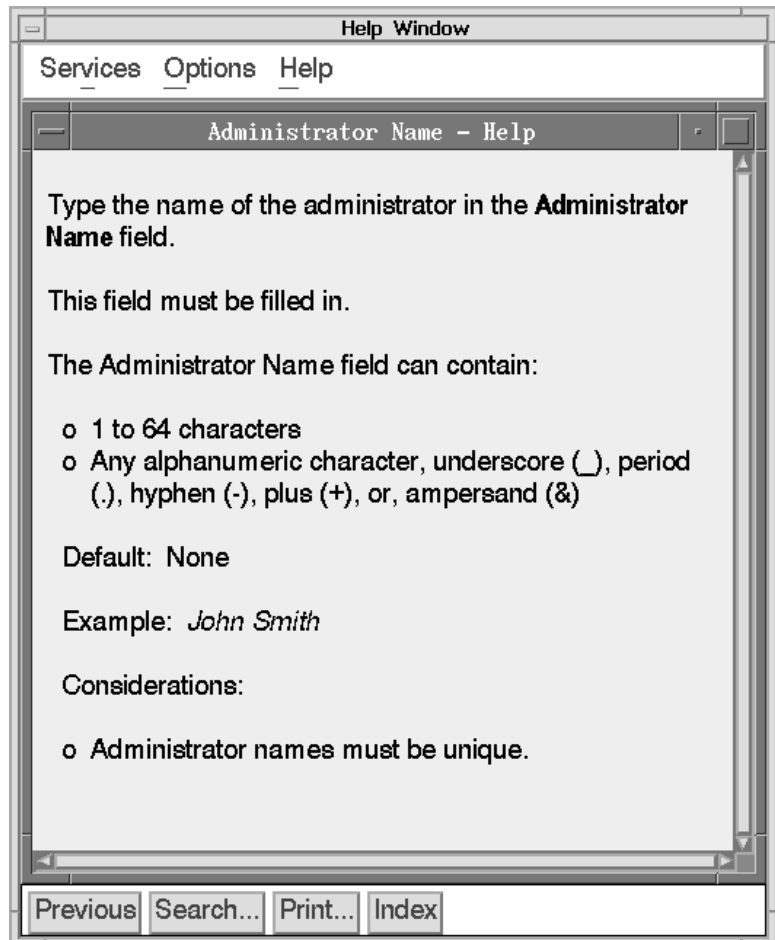 Help Window
Services Options Help
Administrator Name - Help
Type the name of the administrator in the Administrator
Name field.
This field must be filled in.
The Administrator Name field can contain:
o 1 to 64 characters
o Any alphanumeric character, underscore (_), period
(.), hyphen (-), plus (+), or, ampersand (&)
Default: None
Example: John Smith
Considerations:
o Administrator names must be unique.
Previous Search... Print... Index